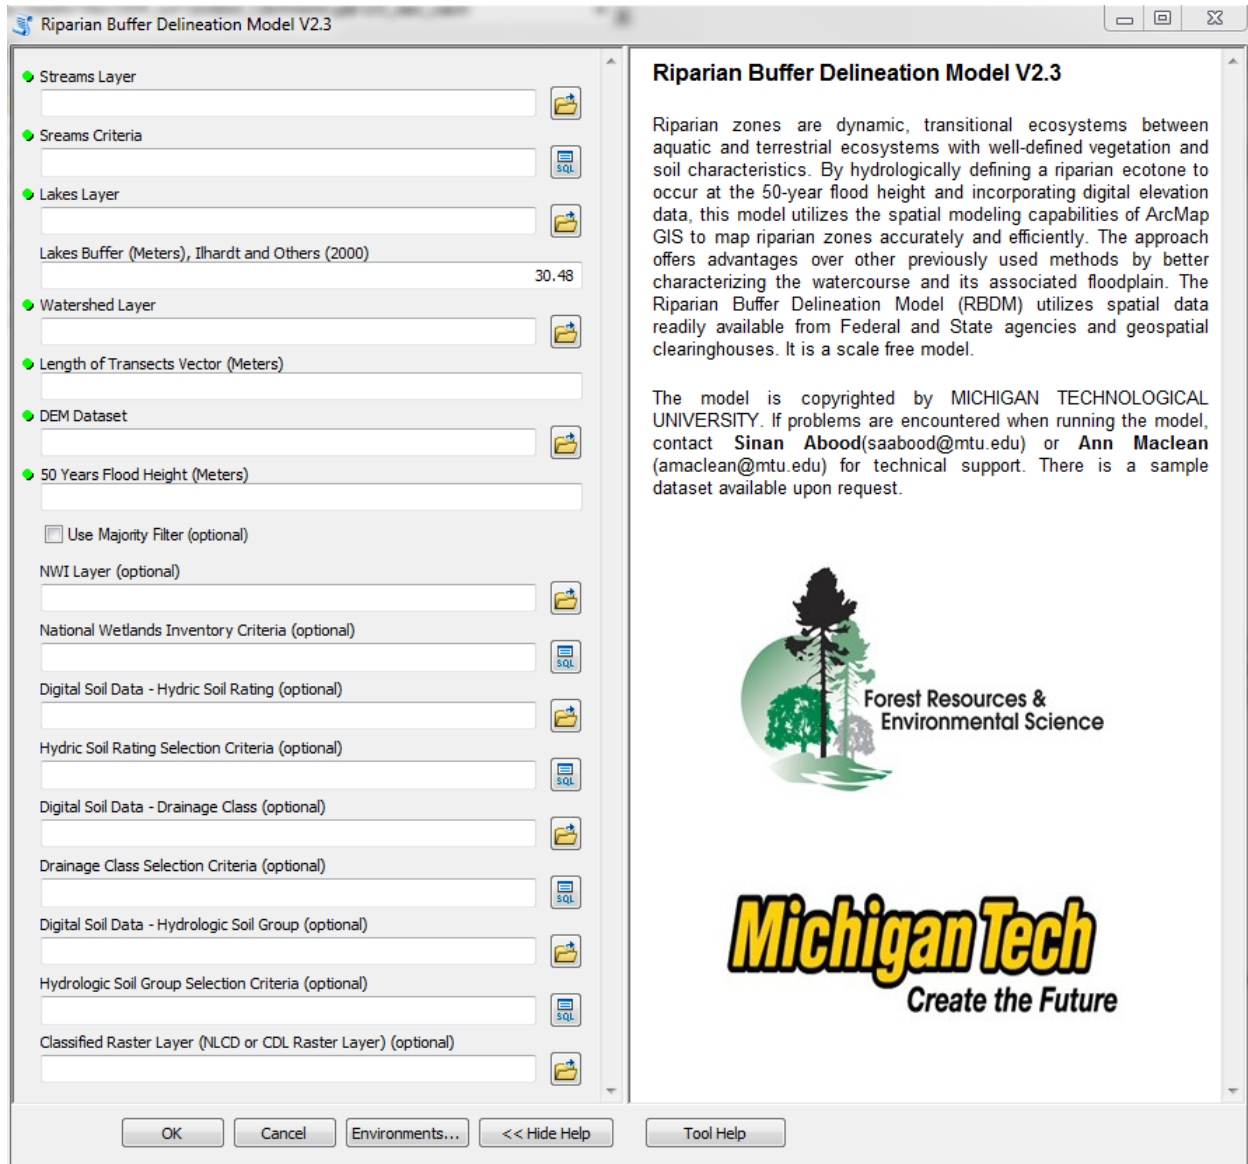 Riparian Buffer Delineation Model V2.3
Streams Layer
Sreams Criteria
SQL
Lakes Layer
Lakes Buffer (Meters), Ilhardt and Others (2000)
30.48
Watershed Layer
Length of Transects Vector (Meters)
DEM Dataset
50 Years Flood Height (Meters)
Use Majority Filter (optional)
NWI Layer (optional)
National Wetlands Inventory Criteria (optional)
SQL
Digital Soil Data - Hydric Soil Rating (optional)
Hydric Soil Rating Selection Criteria (optional)
SQL
Digital Soil Data - Drainage Class (optional)
Drainage Class Selection Criteria (optional)
SQL
Digital Soil Data - Hydrologic Soil Group (optional)
Hydrologic Soil Group Selection Criteria (optional)
SQL
Classified Raster Layer (NLCD or CDL Raster Layer) (optional)
Riparian Buffer Delineation Model V2.3
Riparian zones are dynamic, transitional ecosystems between
aquatic and terrestrial ecosystems with well-defined vegetation and
soil characteristics. By hydrologically defining a riparian ecotone to
occur at the 50-year flood height and incorporating digital elevation
data, this model utilizes the spatial modeling capabilities of ArcMap
GIS to map riparian zones accurately and efficiently. The approach
offers advantages over other previously used methods by better
characterizing the watercourse and its associated floodplain. The
Riparian Buffer Delineation Model (RBDM) utilizes spatial data
readily available from Federal and State agencies and geospatial
clearinghouses. It is a scale free model.
The model is copyrighted by MICHIGAN TECHNOLOGICAL
UNIVERSITY. If problems are encountered when running the model,
contact Sinan Abood(saabood@mtu.edu) or Ann Maclean
(amaclean@mtu.edu) for technical support. There is a sample
dataset available upon request.
Forest Resources &
Environmental Science
Michigan Tech
Create the Future
OK
Cancel
Environments...
<< Hide Help
Tool Help